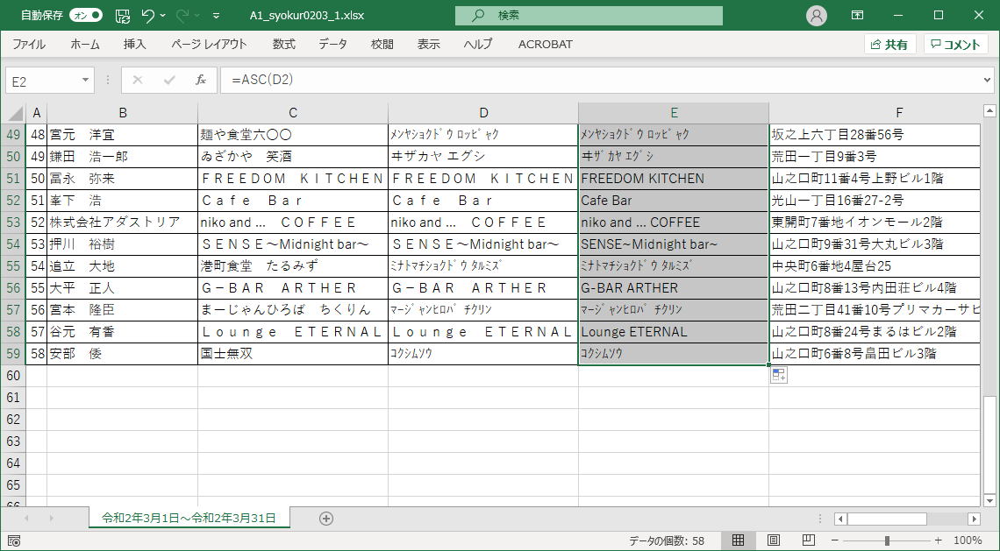 自動保存 オン A1_syokur0203_1.xlsx 検索
ファイル ホーム 挿入 ページ レイアウト 数式 データ 校閲 表示 ヘルプ ACROBAT 共有 コメント
E2 fx =ASC(D2)
A B C D E F
49 48 宮元　洋宜 麺や食堂六〇〇 ﾒﾝﾔｼｮｸﾄﾞｳ ﾛｯﾋﾟｬｸ ﾒﾝﾔｼｮｸﾄﾞｳ ﾛｯﾋﾟｬｸ 坂之上六丁目28番56号
50 49 鎌田　浩一郎 ゐざかや　笑酒 ヰザカヤ エグシ ヰｻﾞｶﾔ ｴｸﾞｼ 荒田一丁目9番3号
51 50 冨永　弥来 ＦＲＥＥＤＯＭ　ＫＩＴＣＨＥＮ ＦＲＥＥＤＯＭ　ＫＩＴＣＨＥＮ FREEDOM KITCHEN 山之口町11番4号上野ビル1階
52 51 峯下　浩 Ｃａｆｅ　Ｂａｒ Ｃａｆｅ　Ｂａｒ Cafe Bar 光山一丁目16番27-2号
53 52 株式会社アダストリア niko and ...　ＣＯＦＦＥＥ niko and ...　ＣＯＦＦＥＥ niko and ... COFFEE 東開町7番地イオンモール2階
54 53 押川　裕樹 ＳＥＮＳＥ～Midnight bar～ ＳＥＮＳＥ～Midnight bar～ SENSE~Midnight bar~ 山之口町9番31号大丸ビル3階
55 54 追立　大地 港町食堂　たるみず ﾐﾅﾄﾏﾁｼｮｸﾄﾞｳ ﾀﾙﾐｽﾞ ﾐﾅﾄﾏﾁｼｮｸﾄﾞｳ ﾀﾙﾐｽﾞ 中央町6番地4屋台25
56 55 大平　正人 Ｇ－ＢＡＲ　ＡＲＴＨＥＲ Ｇ－ＢＡＲ　ＡＲＴＨＥＲ G-BAR ARTHER 山之口町8番13号内田荘ビル4階
57 56 宮本　隆臣 まーじゃんひろば　ちくりん ﾏｰｼﾞｬﾝﾋﾛﾊﾞ ﾁｸﾘﾝ ﾏｰｼﾞｬﾝﾋﾛﾊﾞ ﾁｸﾘﾝ 荒田二丁目41番10号プリマカーサビ
58 57 谷元　有香 Ｌｏｕｎｇｅ　ＥＴＥＲＮＡＬ Ｌｏｕｎｇｅ　ＥＴＥＲＮＡＬ Lounge ETERNAL 山之口町8番24号まるはビル2階
59 58 安部　倭 国士無双 ｺｸｼﾑｿｳ ｺｸｼﾑｿｳ 山之口町6番8号畠田ビル3階
60
61
62
63
64
65
66
令和2年3月1日～令和2年3月31日
データの個数: 58 100%